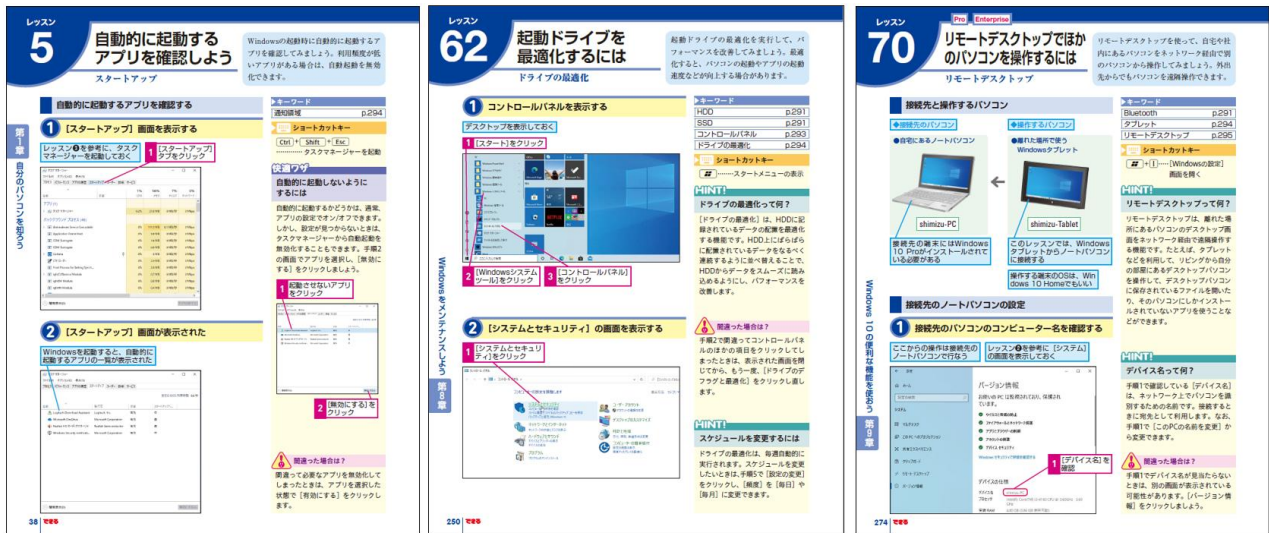 レッスン
5
自動的に起動する
アプリを確認しよう
スタートアップ
Windowsの起動時に自動的に起動するア
プリを確認してみましょう。利用頻度が低
いアプリがある場合は、自動起動を無効
化できます。
自動的に起動するアプリを確認する
1 [スタートアップ]画面を表示する
レッスン❸を参考に、タスク
マネージャーを起動しておく
1 [スタートアップ]
タブをクリック
2 [スタートアップ]画面が表示された
Windowsを起動すると、自動的に
起動するアプリの一覧が表示された
キーワード
通知領域 p.294
ショートカットキー
Ctrl + Shift + Esc
………… タスクマネージャーを起動
快適ワザ
自動的に起動しないように
するには
自動的に起動するかどうかは、通常、
アプリの設定でオン/オフできます。
しかし、設定が見つからないときは、
タスクマネージャーから自動起動を
無効化することもできます。手順2
の画面でアプリを選択し、[無効に
する]をクリックしましょう。
1 起動させないアプリ
をクリック
2 [無効にする]を
クリック
間違った場合は?
間違って必要なアプリを無効化して
しまったときは、アプリを選択した
状態で[有効にする]をクリックし
ます。
第1章
自分のパソコンを知ろう
38 できる
レッスン
62
起動ドライブを
最適化するには
ドライブの最適化
起動ドライブの最適化を実行して、パ
フォーマンスを改善してみましょう。最適
化すると、パソコンの起動やアプリの起動
速度などが向上する場合があります。
1 コントロールパネルを表示する
デスクトップを表示しておく
1 [スタート]をクリック
2 [Windowsシステム
ツール]をクリック
3 [コントロールパネル]
をクリック
2 [システムとセキュリティ]の画面を表示する
1 [システムとセキュリ
ティ]をクリック
キーワード
HDD p.291
SSD p.291
コントロールパネル p.293
ドライブの最適化 p.294
ショートカットキー
……スタートメニューの表示
HINT!
ドライブの最適化って何?
[ドライブの最適化]は、HDDに記
録されているデータの配置を最適化
する機能です。HDD上にばらばら
に配置されているデータをなるべく
連続するように並べ替えることで、
HDDからデータをスムーズに読み
込めるようにし、パフォーマンスを
改善します。
間違った場合は?
手順2で間違ってコントロールパネ
ルのほかの項目をクリックしてし
まったときは、表示された画面を閉
じてから、もう一度、[ドライブのデ
フラグと最適化]をクリックし直し
ます。
HINT!
スケジュールを変更するには
ドライブの最適化は、毎週自動的に
実行されます。スケジュールを変更
したいときは、手順5で[設定の変更]
をクリックし、[頻度]を[毎日]や
[毎月]に変更できます。
Windowsをメンテナンスしよう
第8章
250 できる
レッスン
70
Pro Enterprise
リモートデスクトップでほか
のパソコンを操作するには
リモートデスクトップ
リモートデスクトップを使って、自宅や社
内にあるパソコンをネットワーク経由で別
のパソコンから操作してみましょう。外出
先からでもパソコンを遠隔操作できます。
接続先と操作するパソコン
◆接続先のパソコン
●自宅にあるノートパソコン
shimizu-PC
接続先の端末にはWindows
10 Proがインストールされて
いる必要がある
◆操作するパソコン
●離れた場所で使う
Windowsタブレット
shimizu-Tablet
このレッスンでは、Windows
タブレットからノートパソコン
に接続する
操作する端末のOSは、Win
dows 10 Homeでもいい
接続先のノートパソコンの設定
1 接続先のパソコンのコンピューター名を確認する
ここからの操作は接続先の
ノートパソコンで行なう
レッスン❷を参考に[システム]
の画面を表示しておく
バージョン情報
お使いの PC は監視されており、保護され
ています。
デバイスの仕様
1 [デバイス名]を
確認
キーワード
Bluetooth p.291
タブレット p.294
リモートデスクトップ p.295
ショートカットキー
+ I ……[Windowsの設定]
画面を開く
HINT!
リモートデスクトップって何?
リモートデスクトップは、離れた場
所にあるパソコンのデスクトップ画
面をネットワーク経由で遠隔操作す
る機能です。たとえば、タブレット
などを利用して、リビングから自分
の部屋にあるデスクトップパソコン
を操作して、デスクトップパソコン
に保存されているファイルを開いた
り、そのパソコンにしかインストー
ルされていないアプリを使うことな
どができます。
HINT!
デバイス名って何?
手順1で確認している[デバイス名]
は、ネットワーク上でパソコンを識
別するための名前です。接続すると
きに宛先として利用します。なお、
手順1で[このPCの名前を変更]か
ら変更できます。
間違った場合は?
手順1でデバイス名が見当たらない
ときは、別の画面が表示されている
可能性があります。[バージョン情
報]をクリックしましょう。
Windows 10の便利な機能を使おう
第9章
274 できる